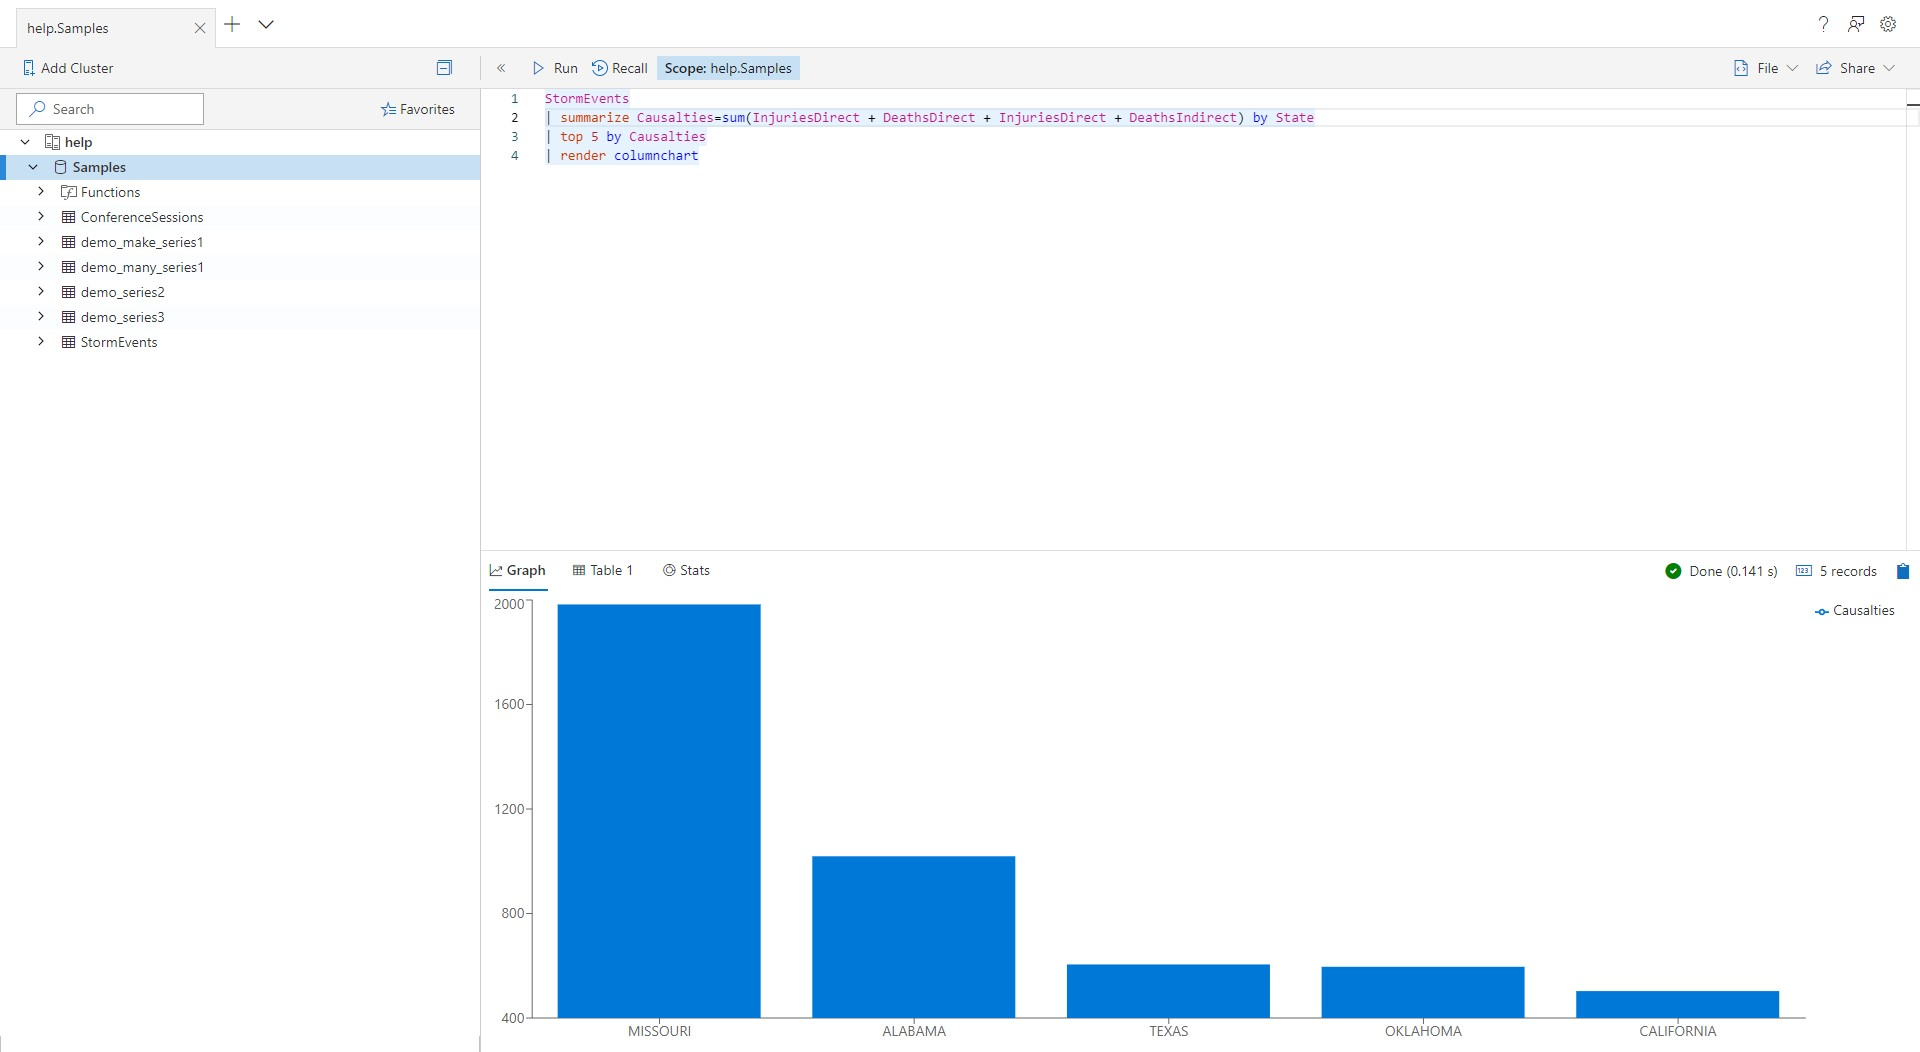 help.Samples
Add Cluster
« Run Recall Scope: help.Samples File Share
Search Favorites
help
Samples
Functions
ConferenceSessions
demo_make_series1
demo_many_series1
demo_series2
demo_series3
StormEvents
1 StormEvents
2 | summarize Causalties=sum(InjuriesDirect + DeathsDirect + InjuriesDirect + DeathsIndirect) by State
3 | top 5 by Causalties
4 | render columnchart
Graph Table 1 Stats Done (0.141 s) 123 5 records
Causalties
2000
1600
1200
800
400
MISSOURI ALABAMA TEXAS OKLAHOMA CALIFORNIA